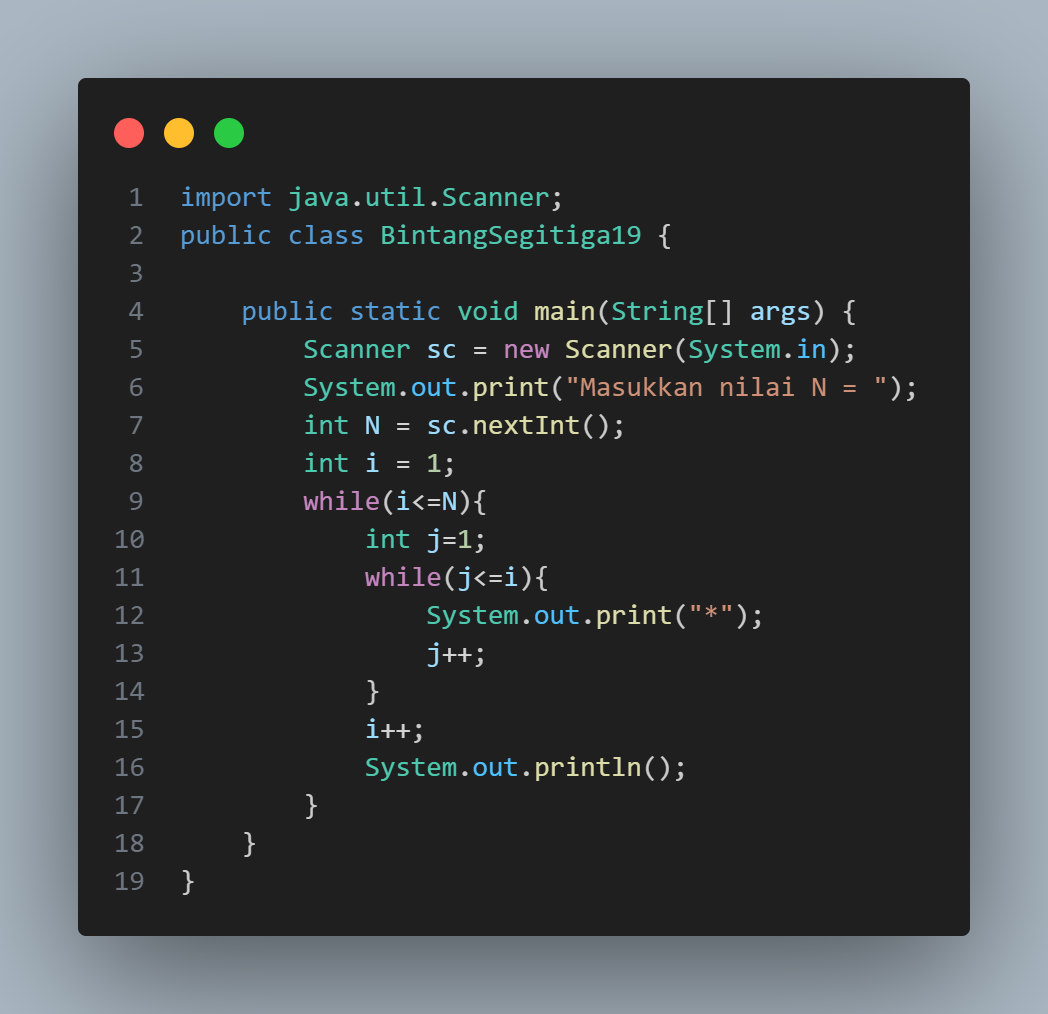 1 import java.util.Scanner;
2 public class BintangSegitiga19 {
3
4     public static void main(String[] args) {
5         Scanner sc = new Scanner(System.in);
6         System.out.print("Masukkan nilai N = ");
7         int N = sc.nextInt();
8         int i = 1;
9         while(i<=N){
10             int j=1;
11             while(j<=i){
12                 System.out.print("*");
13                 j++;
14             }
15             i++;
16             System.out.println();
17         }
18     }
19 }